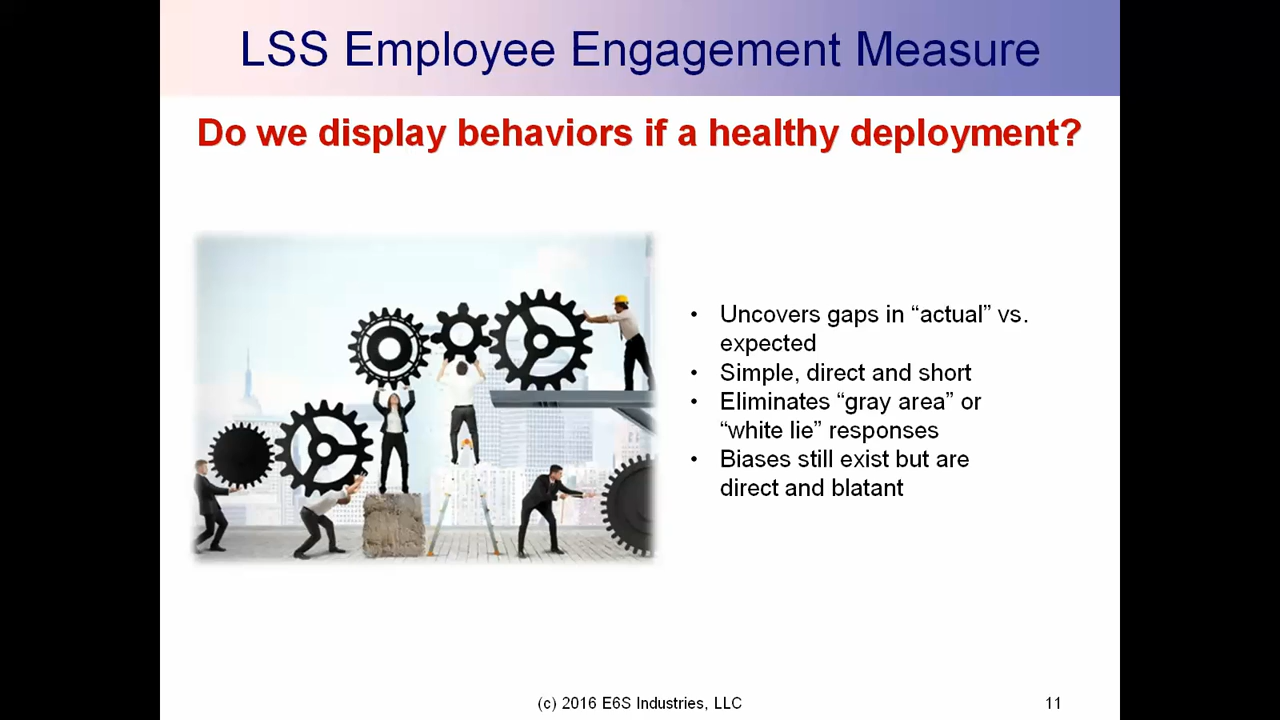 LSS Employee Engagement Measure
Do we display behaviors if a healthy deployment?
• Uncovers gaps in “actual” vs.
expected
• Simple, direct and short
• Eliminates “gray area” or
“white lie” responses
• Biases still exist but are
direct and blatant
(c) 2016 E6S Industries, LLC
11